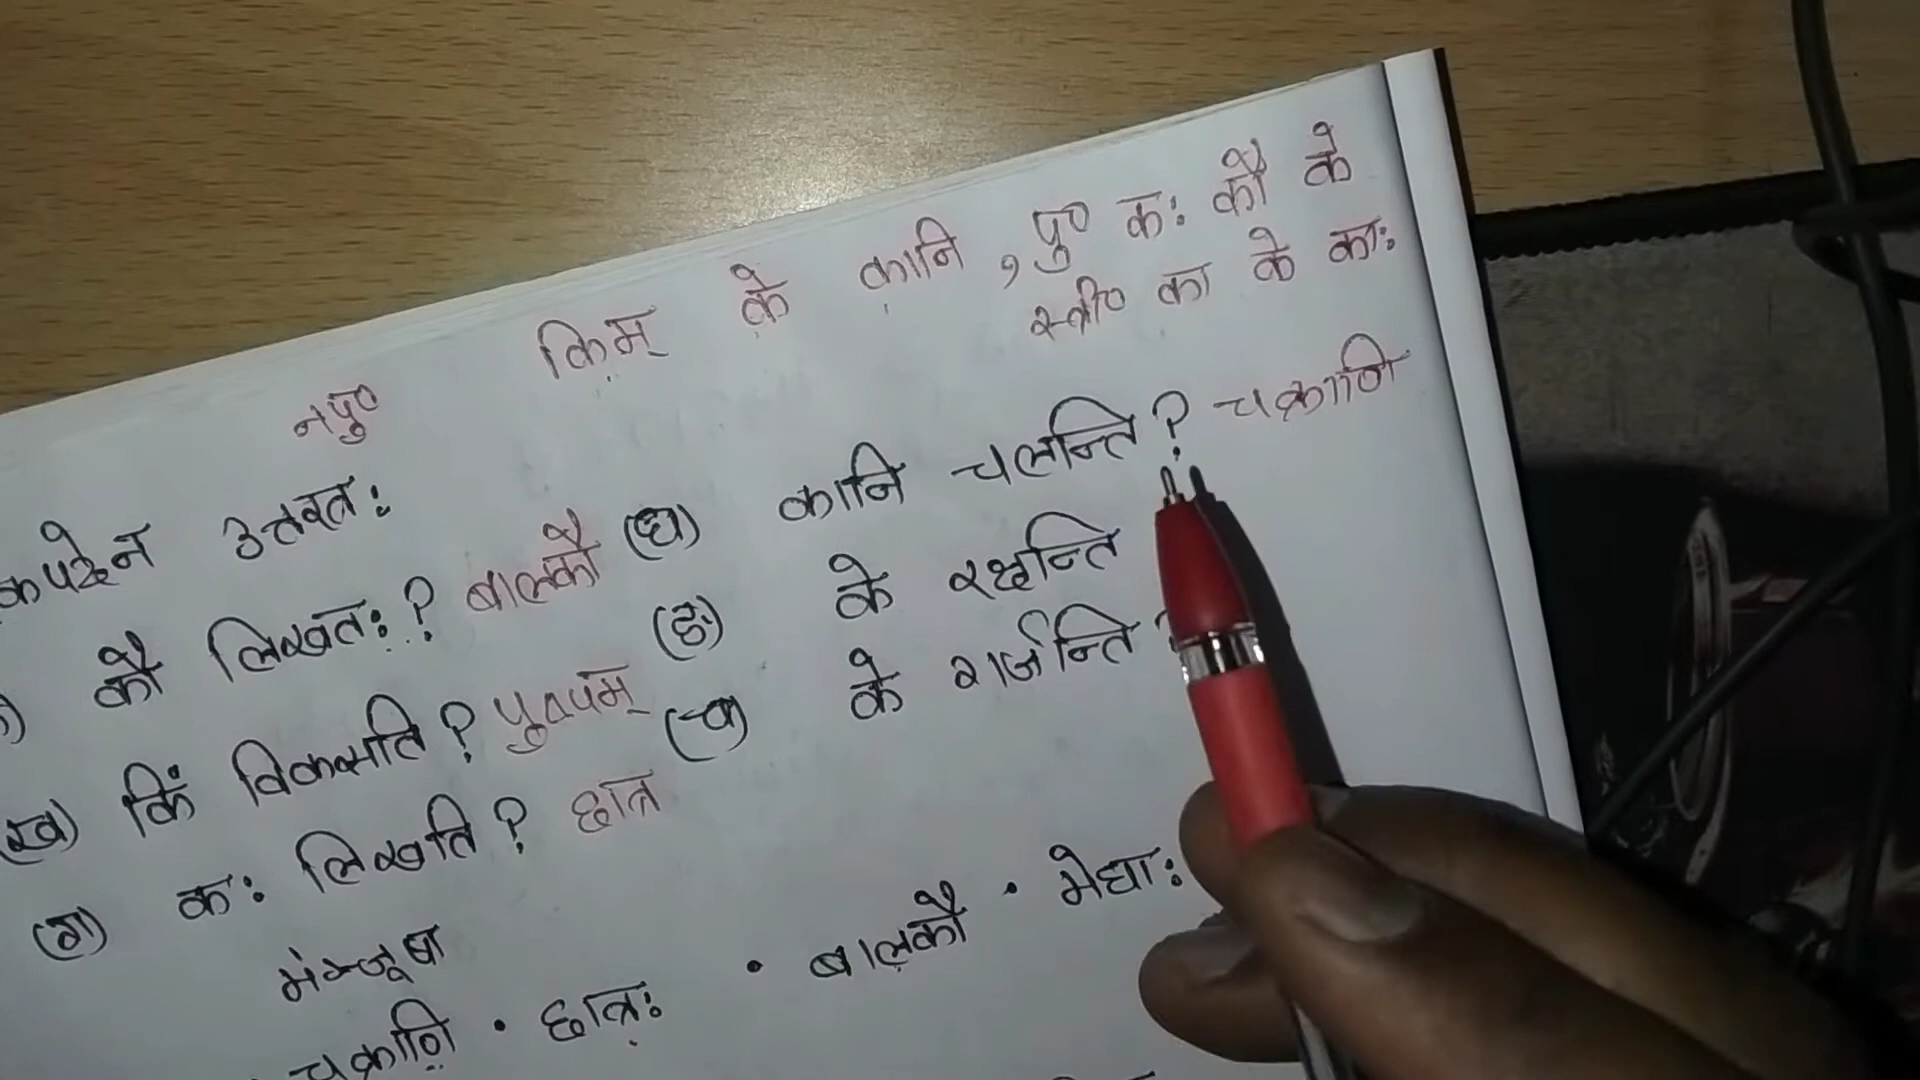 किम् के कानि , पु० कः कौ के
स्त्री० का के काः
नपु०
कपदेन उत्तरत :
कौ लिखतः ? बालकौ
(ख) किं विकसति ? पुष्पम्
(ग) कः लिखति ? छात्र
(घ) कानि चलन्ति ? चक्राणि
(ङ) के रक्षन्ति
(च) के गर्जन्ति ?
मंञ्जूषा
चक्राणि • छात्रः • बालकौ • मेघाः